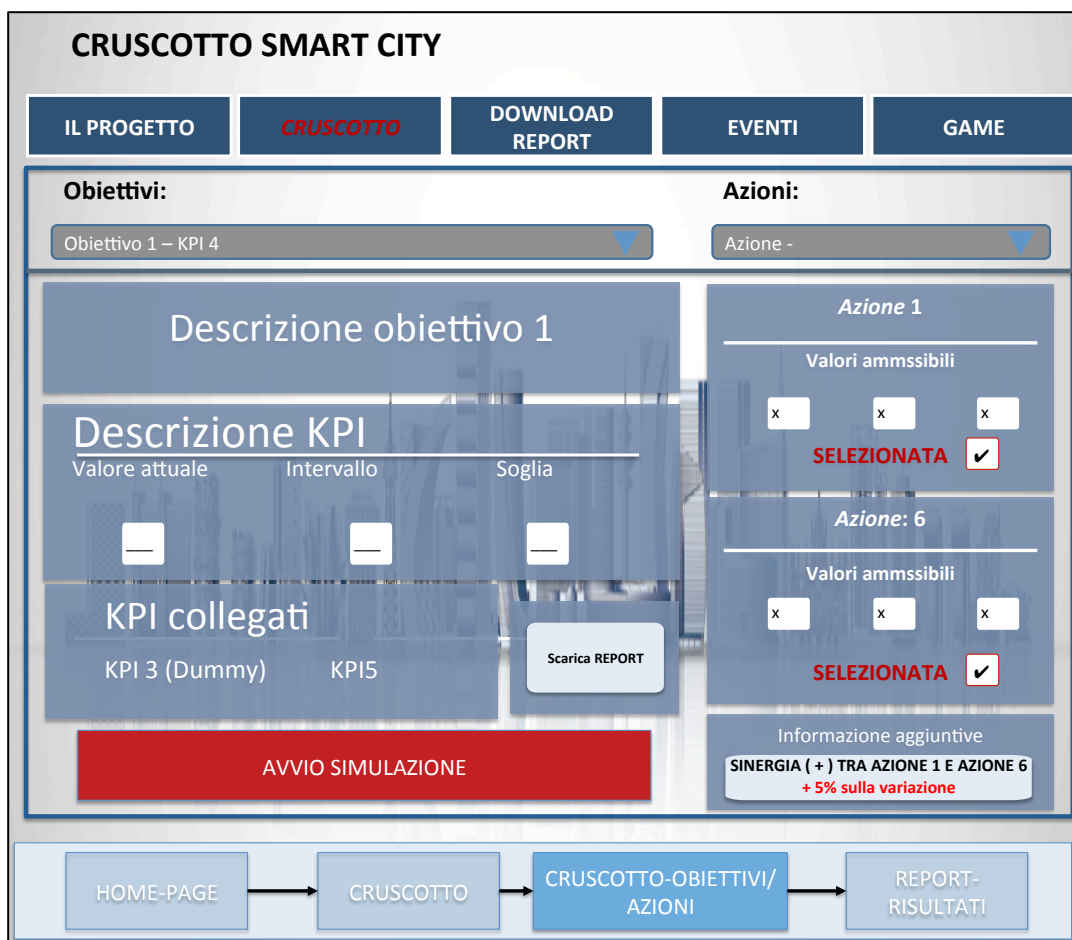 CRUSCOTTO SMART CITY
IL PROGETTO
CRUSCOTTO
DOWNLOAD
REPORT
EVENTI
GAME
Obiettivi:
Azioni:
Obiettivo 1 – KPI 4
Azione -
Descrizione obiettivo 1
Descrizione KPI
Valore attuale
Intervallo
Soglia
___
___
___
KPI collegati
KPI 3 (Dummy)
KPI5
Scarica REPORT
AVVIO SIMULAZIONE
Azione 1
Valori ammssibili
x
x
x
SELEZIONATA ✔
Azione: 6
Valori ammssibili
x
x
x
SELEZIONATA ✔
Informazione aggiuntive
SINERGIA ( + ) TRA AZIONE 1 E AZIONE 6
+ 5% sulla variazione
HOME-PAGE
CRUSCOTTO
CRUSCOTTO-OBIETTIVI/
AZIONI
REPORT-
RISULTATI